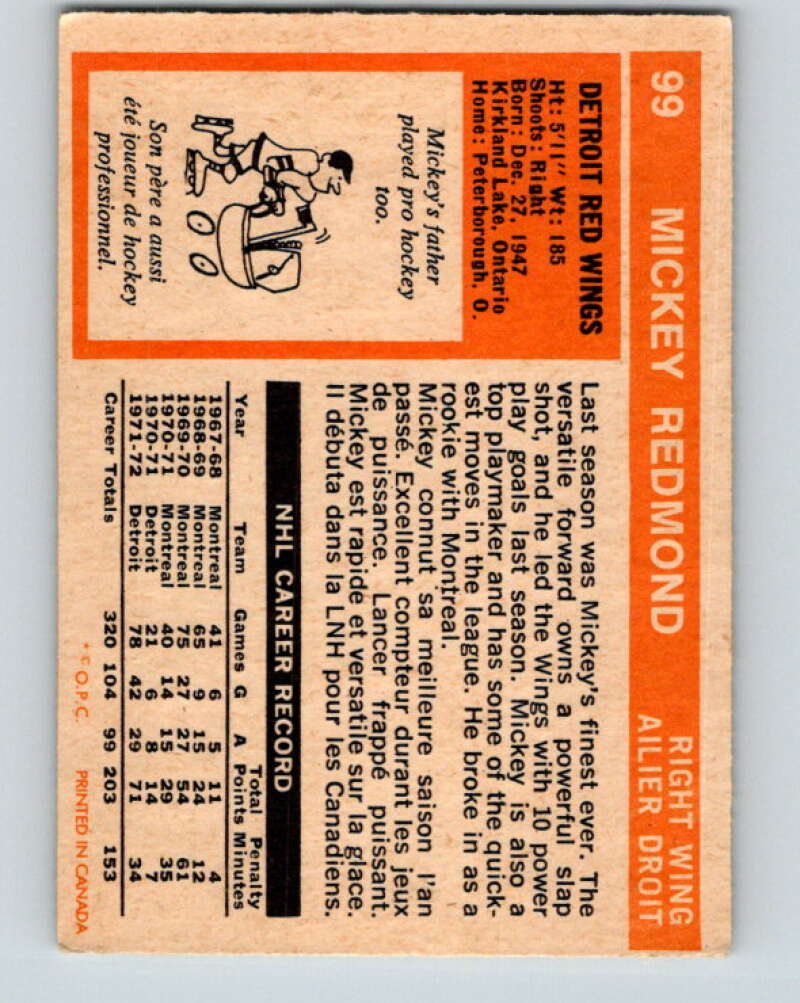 99 MICKEY REDMOND
RIGHT WING
AILIER DROIT
DETROIT RED WINGS
Ht: 5'11" Wt: 185
Shoots: Right
Born: Dec. 27, 1947
Kirkland Lake, Ontario
Home: Peterborough, O.
Mickey's father
played pro hockey
too.
Son père a aussi
été joueur de hockey
professionnel.
Last season was Mickey's finest ever. The
versatile forward owns a powerful slap
shot, and he led the Wings with 10 power
play goals last season. Mickey is also a
top playmaker and has some of the quick-
est moves in the league. He broke in as a
rookie with Montreal.
Mickey connut sa meilleure saison l'an
passé. Excellent compteur durant les jeux
de puissance. Lancer frappé puissant.
Mickey est rapide et versatile sur la glace.
Il débuta dans la LNH pour les Canadiens.
NHL CAREER RECORD
Total Penalty
Year Team Games G A Points Minutes
1967-68 Montreal 41 6 5 11 4
1968-69 Montreal 65 9 15 24 12
1969-70 Montreal 75 27 27 54 61
1970-71 Montreal 40 14 15 29 35
1970-71 Detroit 21 6 8 14 7
1971-72 Detroit 78 42 29 71 34
Career Totals 320 104 99 203 153
* © O.P.C. PRINTED IN CANADA